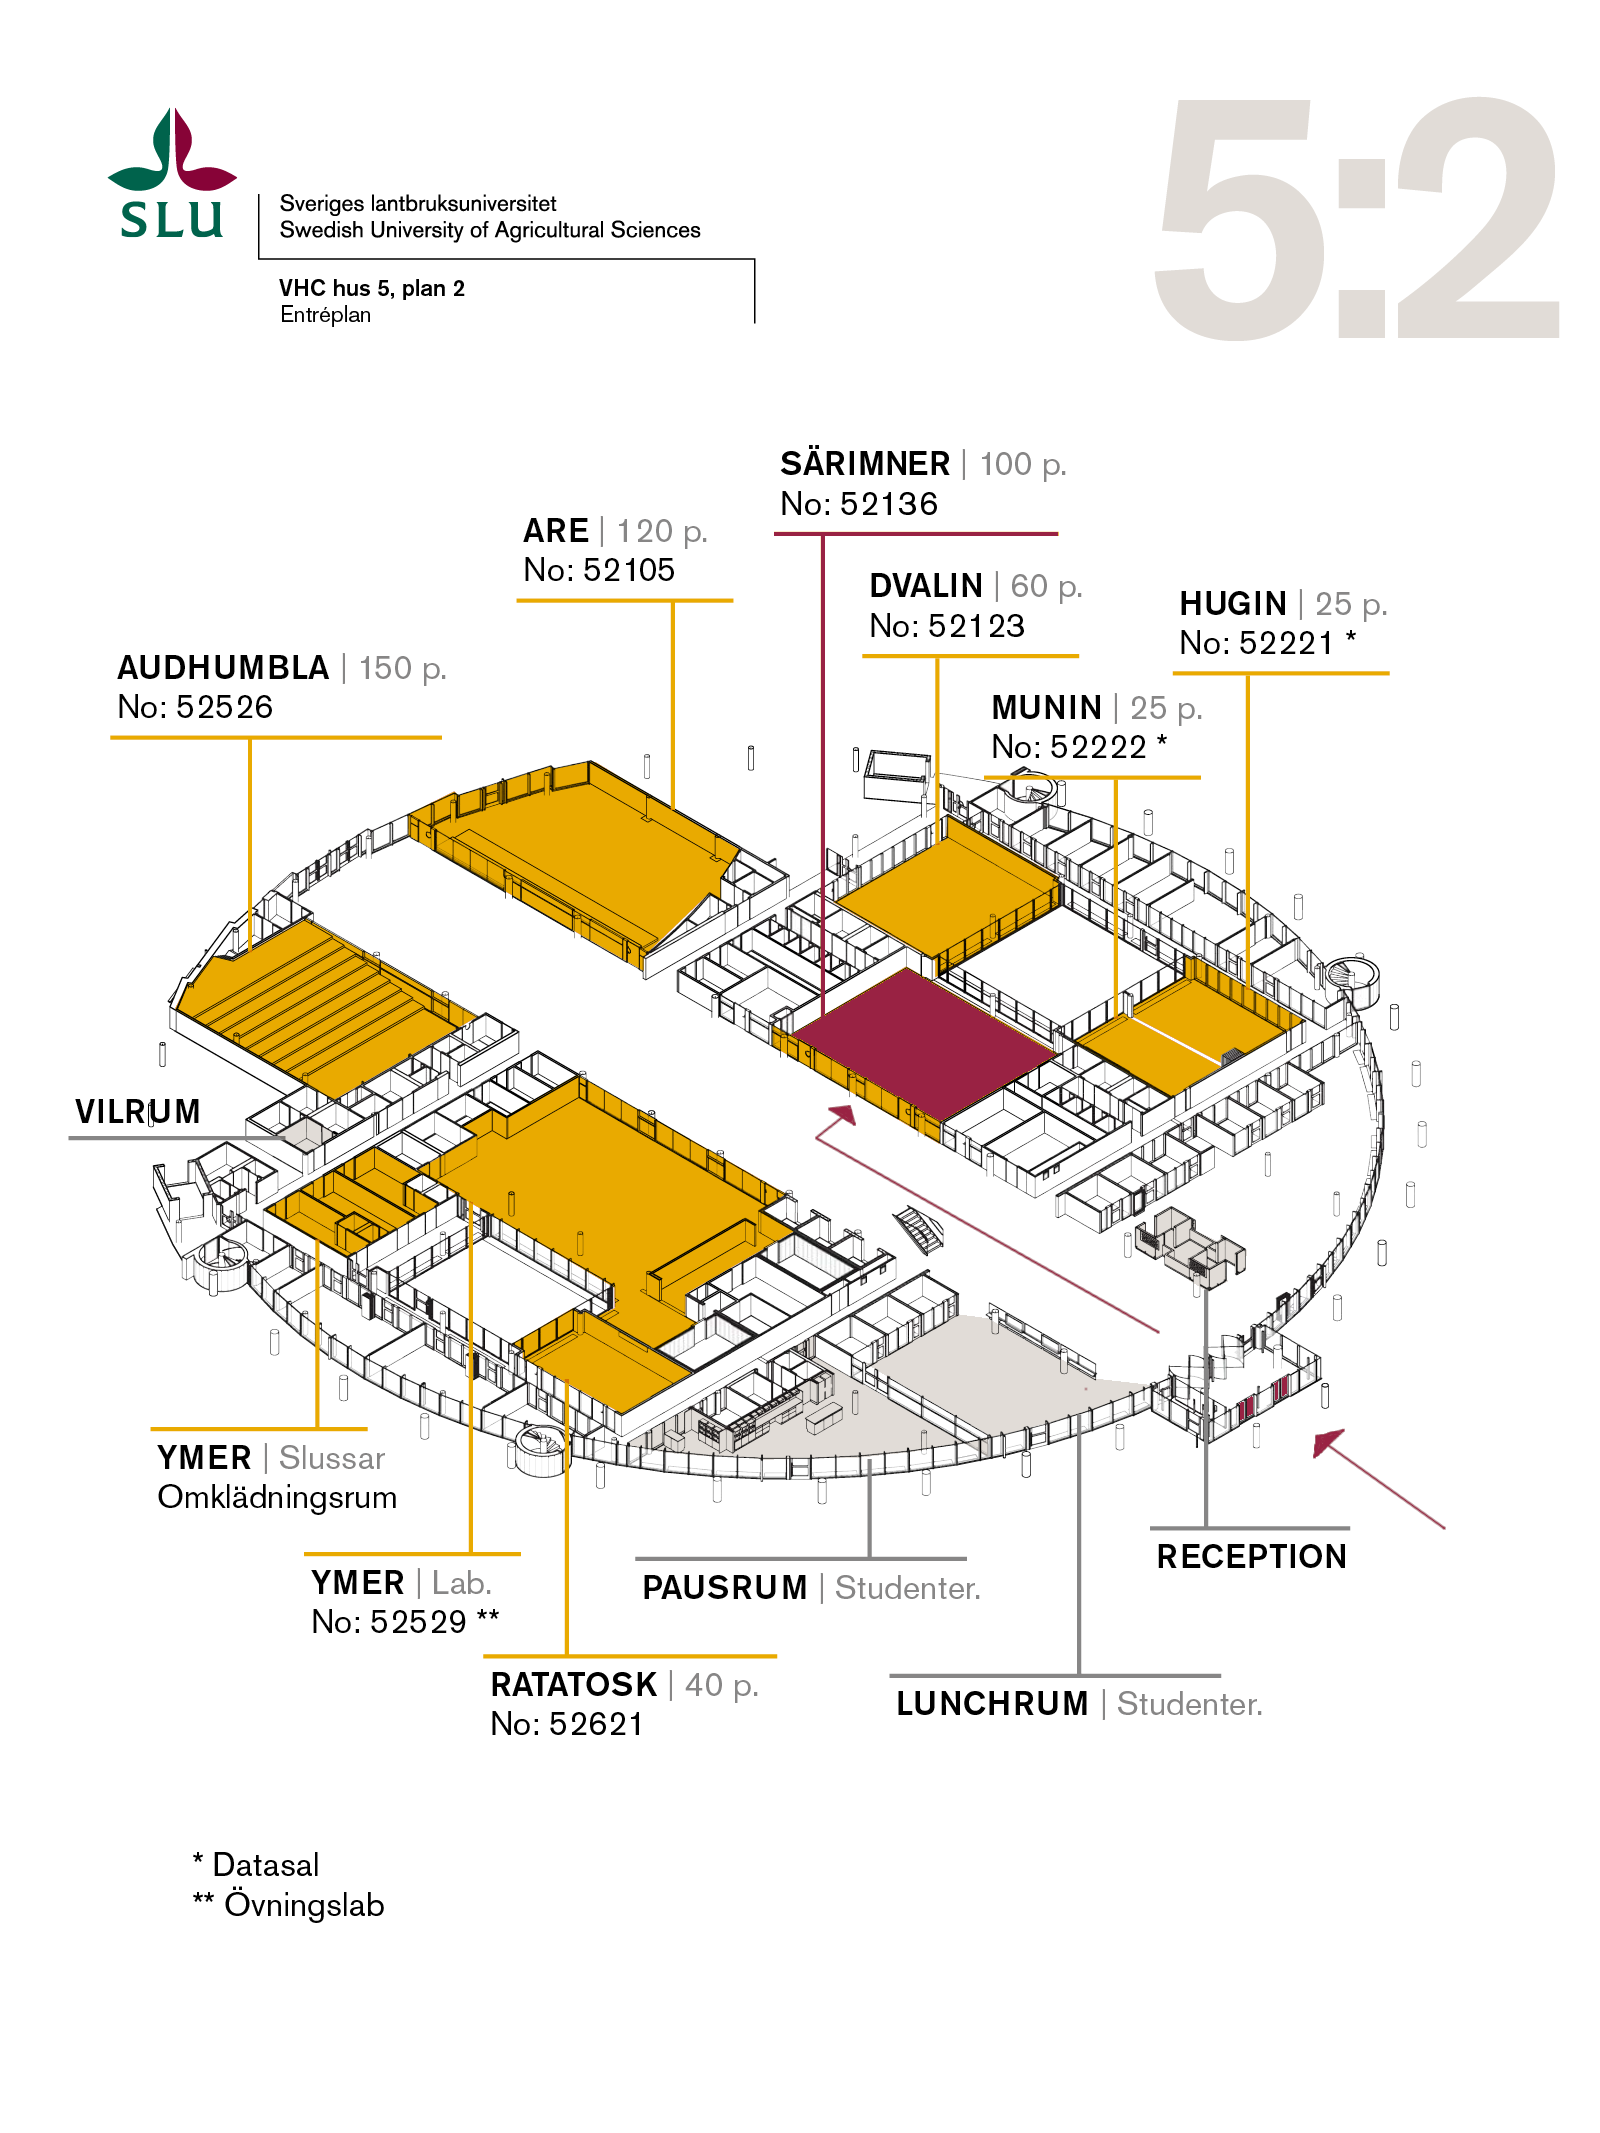 5:2
SLU
Sveriges lantbruksuniversitet
Swedish University of Agricultural Sciences
VHC hus 5, plan 2
Entréplan
SÄRIMNER | 100 p.
No: 52136
ARE | 120 p.
No: 52105
DVALIN | 60 p.
No: 52123
HUGIN | 25 p.
No: 52221 *
AUDHUMBLA | 150 p.
No: 52526
MUNIN | 25 p.
No: 52222 *
VILRUM
YMER | Slussar
Omklädningsrum
YMER | Lab.
No: 52529 **
PAUSRUM | Studenter.
RECEPTION
RATATOSK | 40 p.
No: 52621
LUNCHRUM | Studenter.
* Datasal
** Övningslab